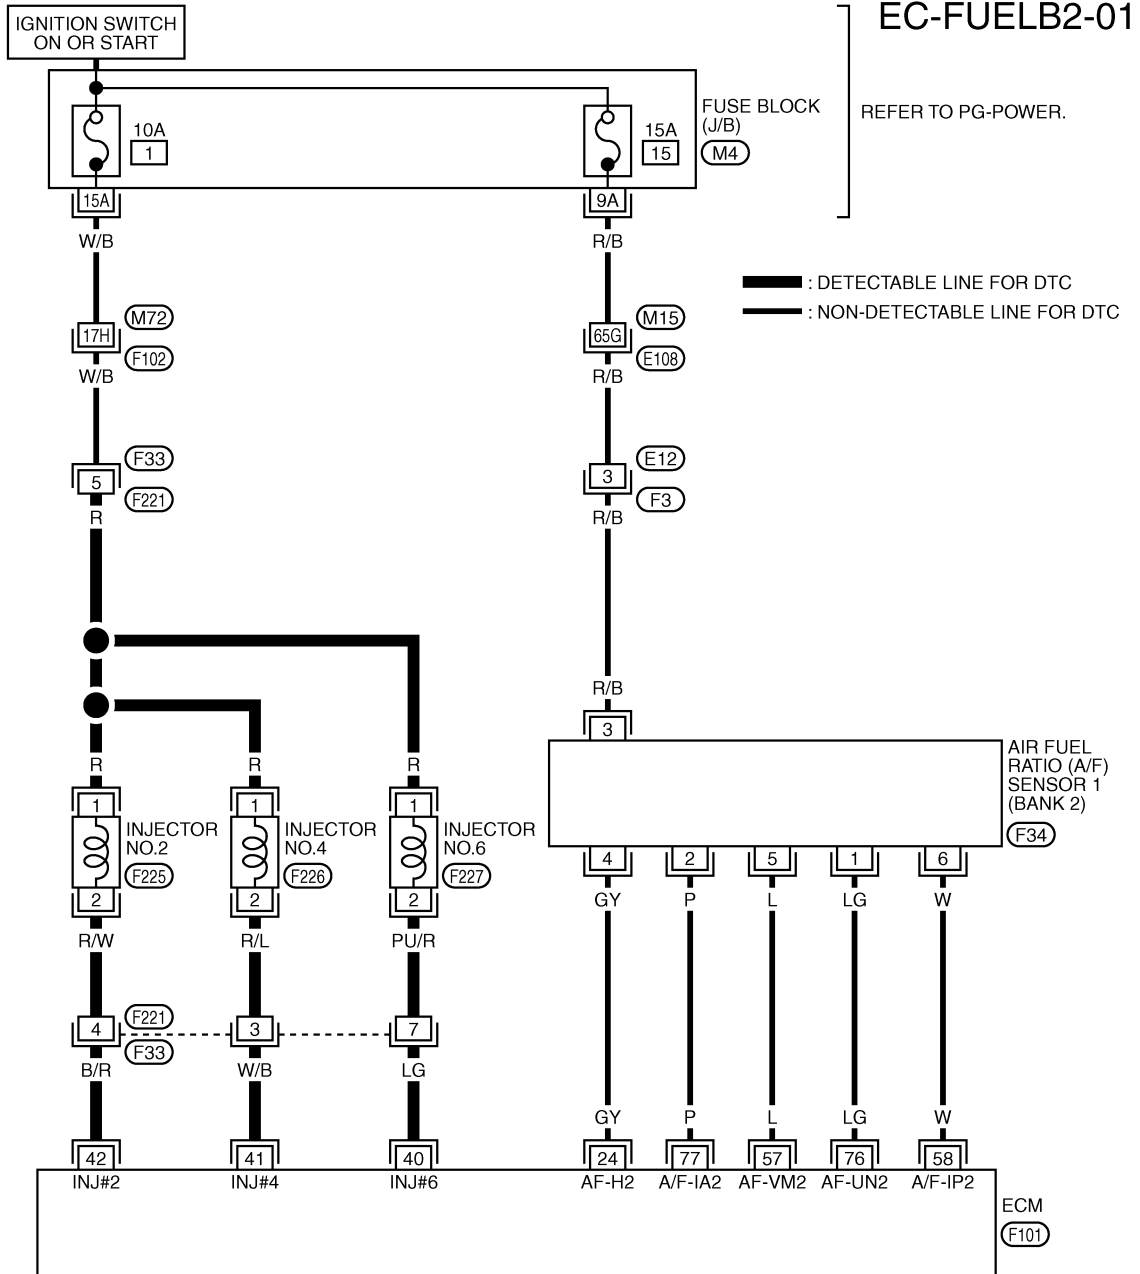 EC-FUELB2-01
IGNITION SWITCH
ON OR START
10A
1
15A
15
FUSE BLOCK
(J/B)
M4
REFER TO PG-POWER.
15A
9A
W/B
R/B
: DETECTABLE LINE FOR DTC
: NON-DETECTABLE LINE FOR DTC
M72
17H
F102
M15
65G
E108
W/B
R/B
F33
5
F221
E12
3
F3
R
R/B
R/B
3
R
R
R
AIR FUEL
RATIO (A/F)
SENSOR 1
(BANK 2)
F34
1
1
1
INJECTOR
NO.2
F225
INJECTOR
NO.4
F226
INJECTOR
NO.6
F227
2
2
2
4
2
5
1
6
GY
P
L
LG
W
R/W
R/L
PU/R
F221
4
3
7
F33
B/R
W/B
LG
GY
P
L
LG
W
42
41
40
24
77
57
76
58
INJ#2
INJ#4
INJ#6
AF-H2
A/F-IA2
AF-VM2
AF-UN2
A/F-IP2
ECM
F101